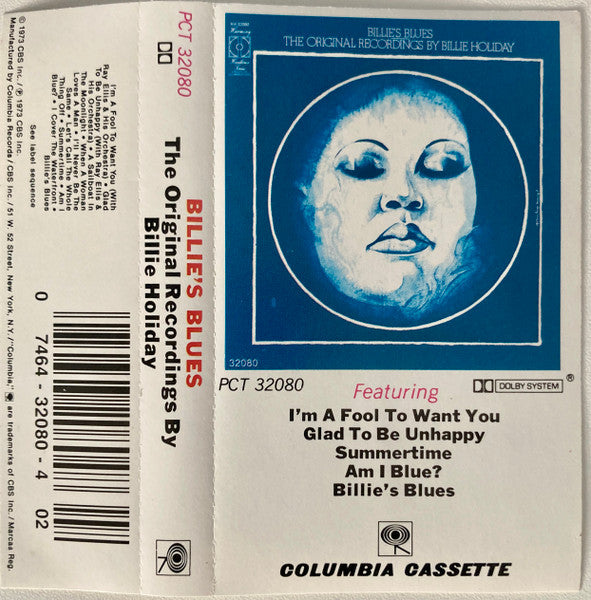 BILLIE'S BLUES
THE ORIGINAL RECORDINGS BY BILLIE HOLIDAY
32080
PCT 32080
DOLBY SYSTEM®
Featuring
I'm A Fool To Want You
Glad To Be Unhappy
Summertime
Am I Blue?
Billie's Blues
COLUMBIA CASSETTE
PCT 32080
BILLIE'S BLUES
The Original Recordings By
Billie Holiday
I'm A Fool To Want You (With
Ray Ellis & His Orchestra) • Glad
To Be Unhappy (With Ray Ellis &
His Orchestra) • A Sailboat In
The Moonlight • When A Woman
Loves A Man • I'll Never Be The
Same • Let's Call The Whole
Thing Off • Summertime • Am I
Blue? • I Cover The Waterfront •
Billie's Blues
See label sequence
0 7464-32080-4 02
© 1973 CBS Inc./℗ 1973 CBS Inc.
Manufactured by Columbia Records/CBS Inc./51 W. 52 Street, New York, N.Y./"Columbia," are trademarks of CBS Inc./Marcas Reg.